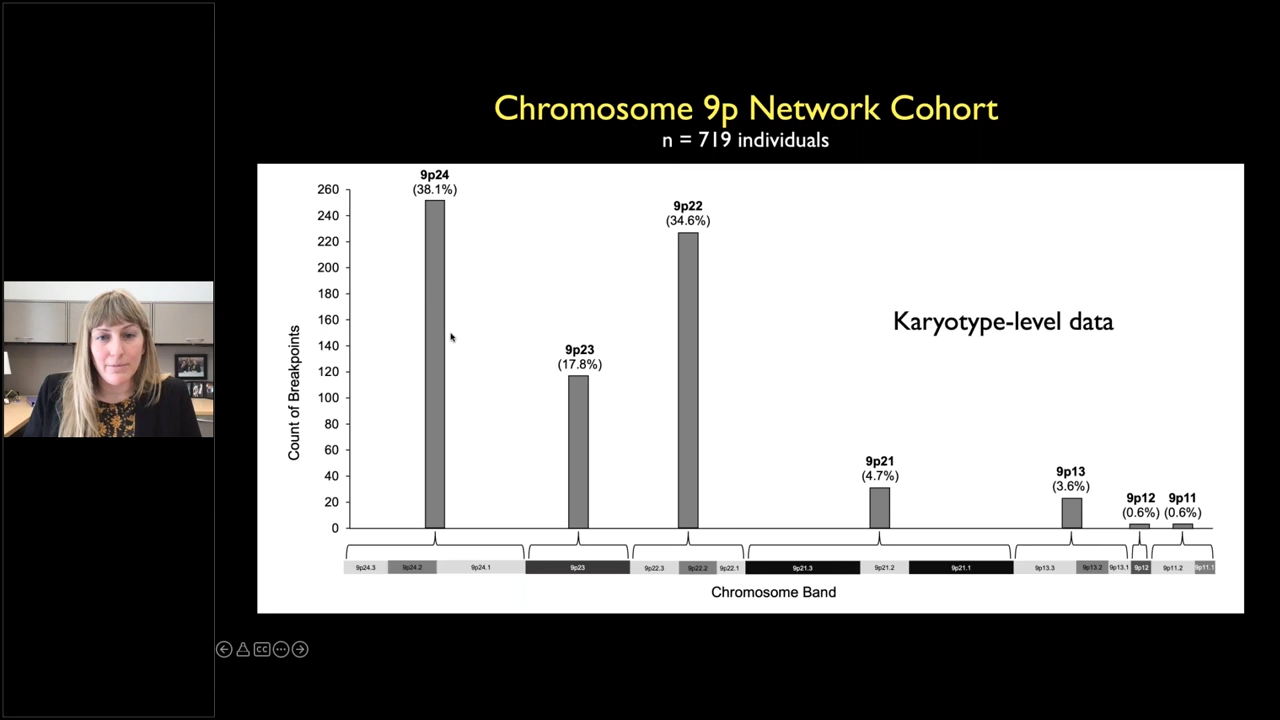 Chromosome 9p Network Cohort
n = 719 individuals
9p24
(38.1%)
9p23
(17.8%)
9p22
(34.6%)
9p21
(4.7%)
9p13
(3.6%)
9p12
(0.6%)
9p11
(0.6%)
Karyotype-level data
Count of Breakpoints
260
240
220
200
180
160
140
120
100
80
60
40
20
0
9p24.3 9p24.2 9p24.1 9p23 9p22.3 9p22.2 9p22.1 9p21.3 9p21.2 9p21.1 9p13.3 9p13.2 9p13.1 9p12 9p11.2 9p11.1
Chromosome Band
CC